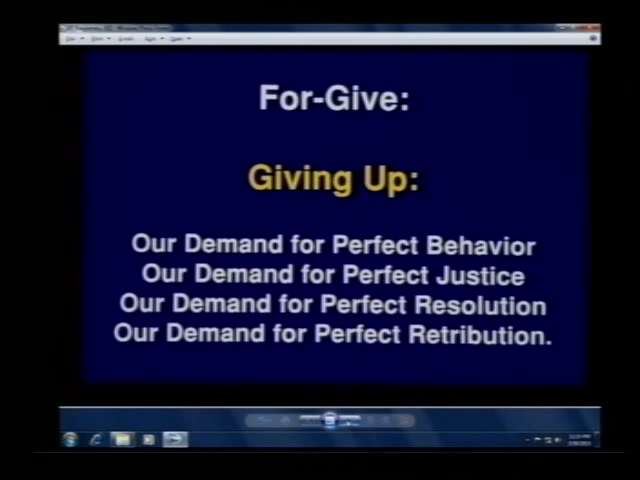 For-Give:
Giving Up:
Our Demand for Perfect Behavior
Our Demand for Perfect Justice
Our Demand for Perfect Resolution
Our Demand for Perfect Retribution.